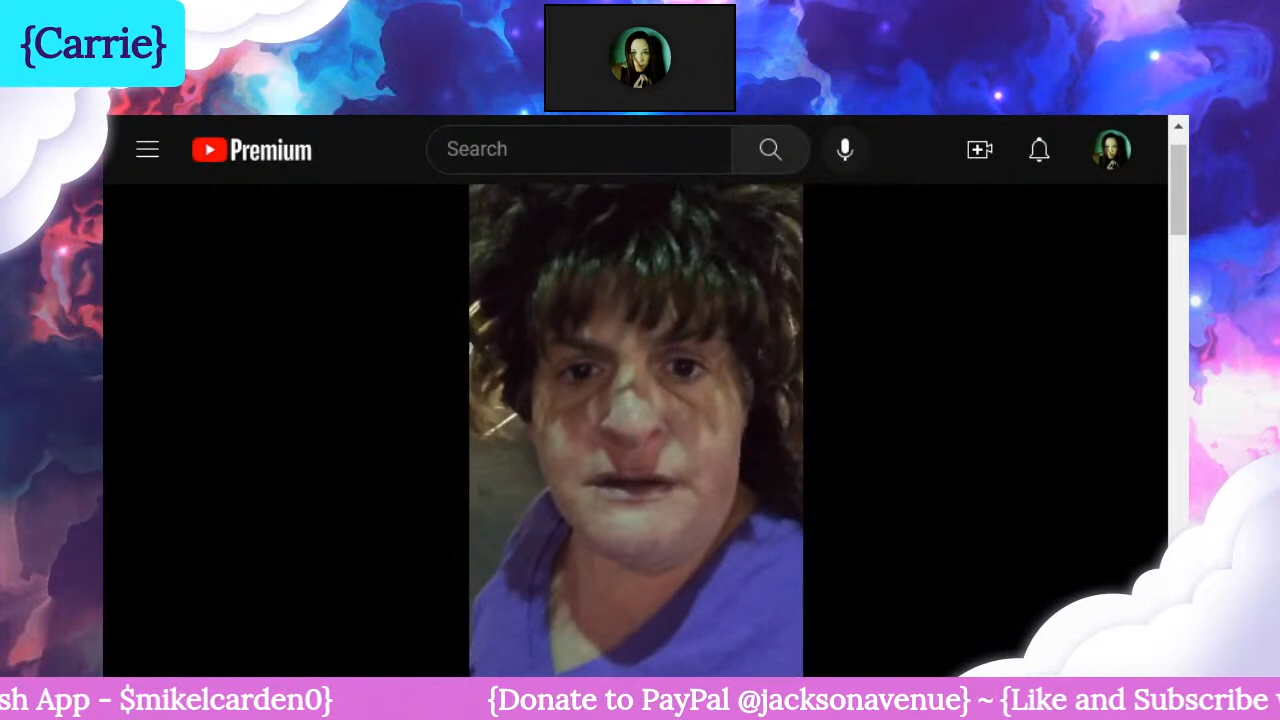 {Carrie}
Premium
Search
sh App - $mikelcarden0}
{Donate to PayPal @jacksonavenue} ~ {Like and Subscribe